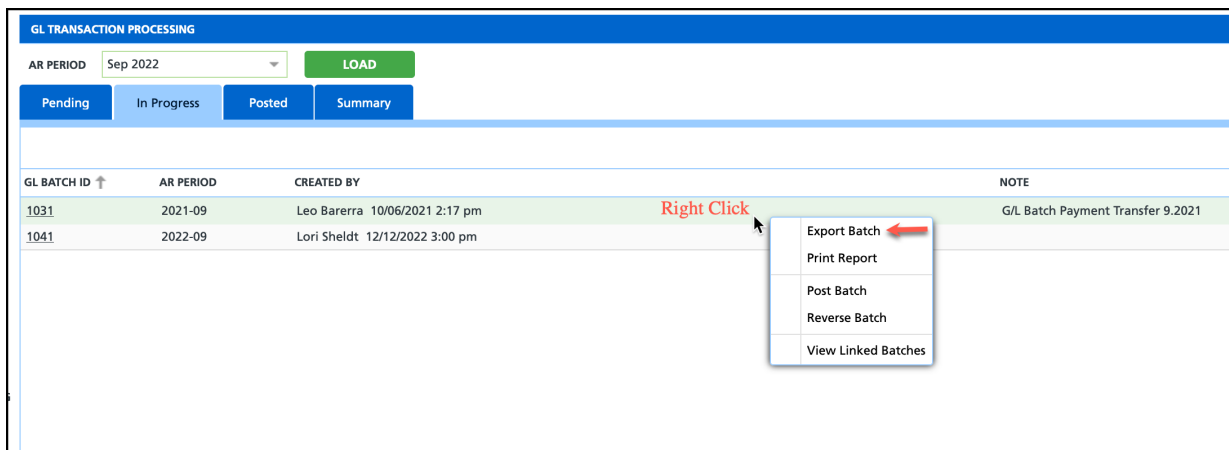 GL TRANSACTION PROCESSING
AR PERIOD Sep 2022 LOAD
Pending In Progress Posted Summary
GL BATCH ID AR PERIOD CREATED BY NOTE
1031 2021-09 Leo Barerra 10/06/2021 2:17 pm Right Click G/L Batch Payment Transfer 9.2021
1041 2022-09 Lori Sheldt 12/12/2022 3:00 pm
Export Batch
Print Report
Post Batch
Reverse Batch
View Linked Batches